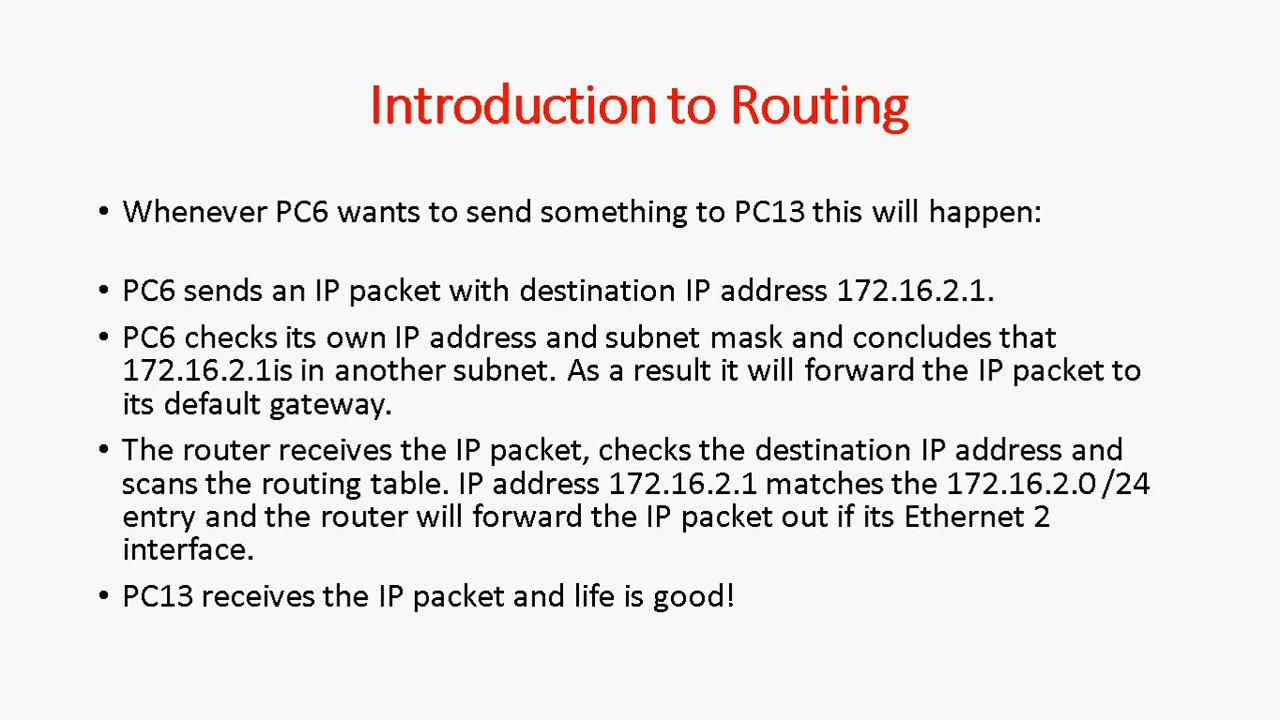 Introduction to Routing
• Whenever PC6 wants to send something to PC13 this will happen:
• PC6 sends an IP packet with destination IP address 172.16.2.1.
• PC6 checks its own IP address and subnet mask and concludes that
172.16.2.1is in another subnet. As a result it will forward the IP packet to
its default gateway.
• The router receives the IP packet, checks the destination IP address and
scans the routing table. IP address 172.16.2.1 matches the 172.16.2.0 /24
entry and the router will forward the IP packet out if its Ethernet 2
interface.
• PC13 receives the IP packet and life is good!